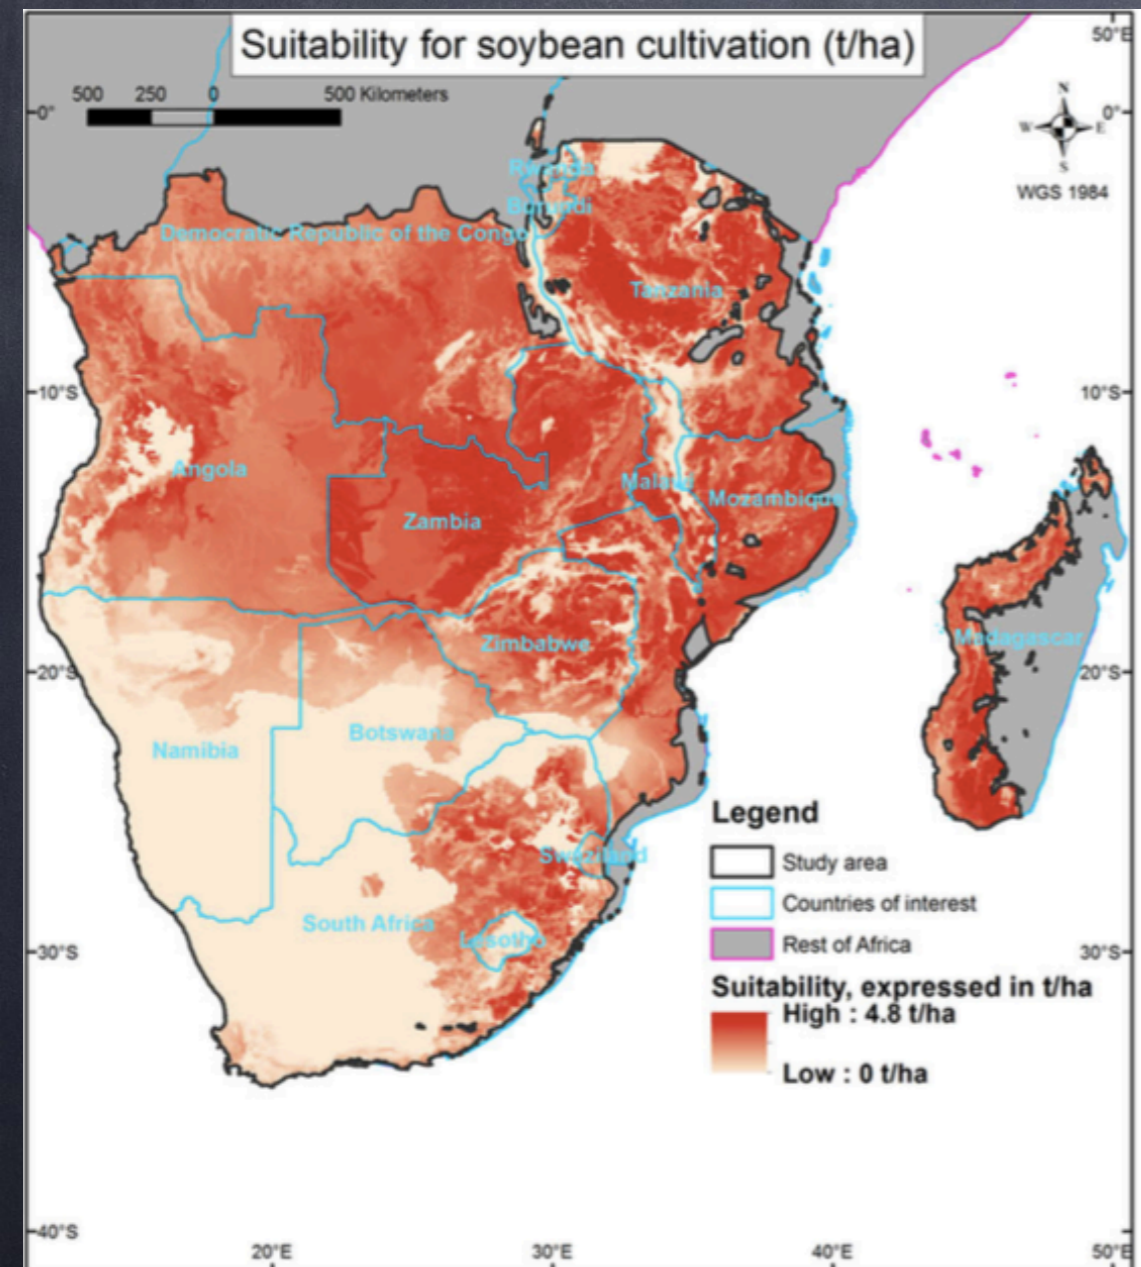 Suitability for soybean cultivation (t/ha)
500 250 0 500 Kilometers
50°E
0° 0°
N
W E
S
WGS 1984
Rwanda
Burundi
Democratic Republic of the Congo
Tanzania
10°S 10°S
Angola
Malawi
Mozambique
Zambia
Zimbabwe
Madagascar
20°S 20°S
Botswana
Namibia
Legend
Study area
Swaziland
Countries of interest
South Africa
Lesotho
Rest of Africa
30°S 30°S
Suitability, expressed in t/ha
High : 4.8 t/ha
Low : 0 t/ha
40°S
20°E 30°E 40°E 50°E